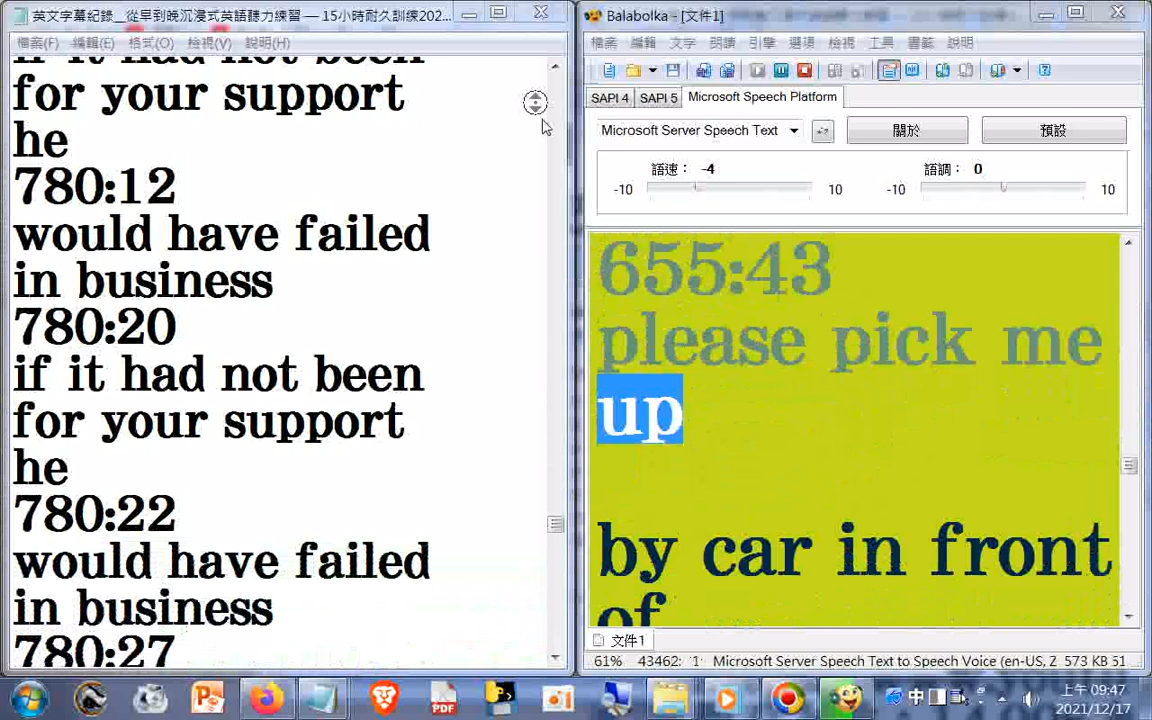 英文字幕紀錄__從早到晚沉浸式英語聽力練習 — 15小時耐久訓練202...
檔案(F) 編輯(E) 格式(O) 檢視(V) 說明(H)
if it had not been
for your support
he
780:12
would have failed
in business
780:20
if it had not been
for your support
he
780:22
would have failed
in business
780:27
Balabolka - [文件1]
檔案 編輯 文字 朗讀 引擎 選項 檢視 工具 書籤 說明
SAPI 4 SAPI 5 Microsoft Speech Platform
Microsoft Server Speech Text 關於 預設
語速： -4 語調： 0
-10 10 -10 10
655:43
please pick me
up
by car in front
of
文件1
61% 43462: 1: Microsoft Server Speech Text to Speech Voice (en-US, Z 573 KB 51
PDF 中 上午 09:47
2021/12/17